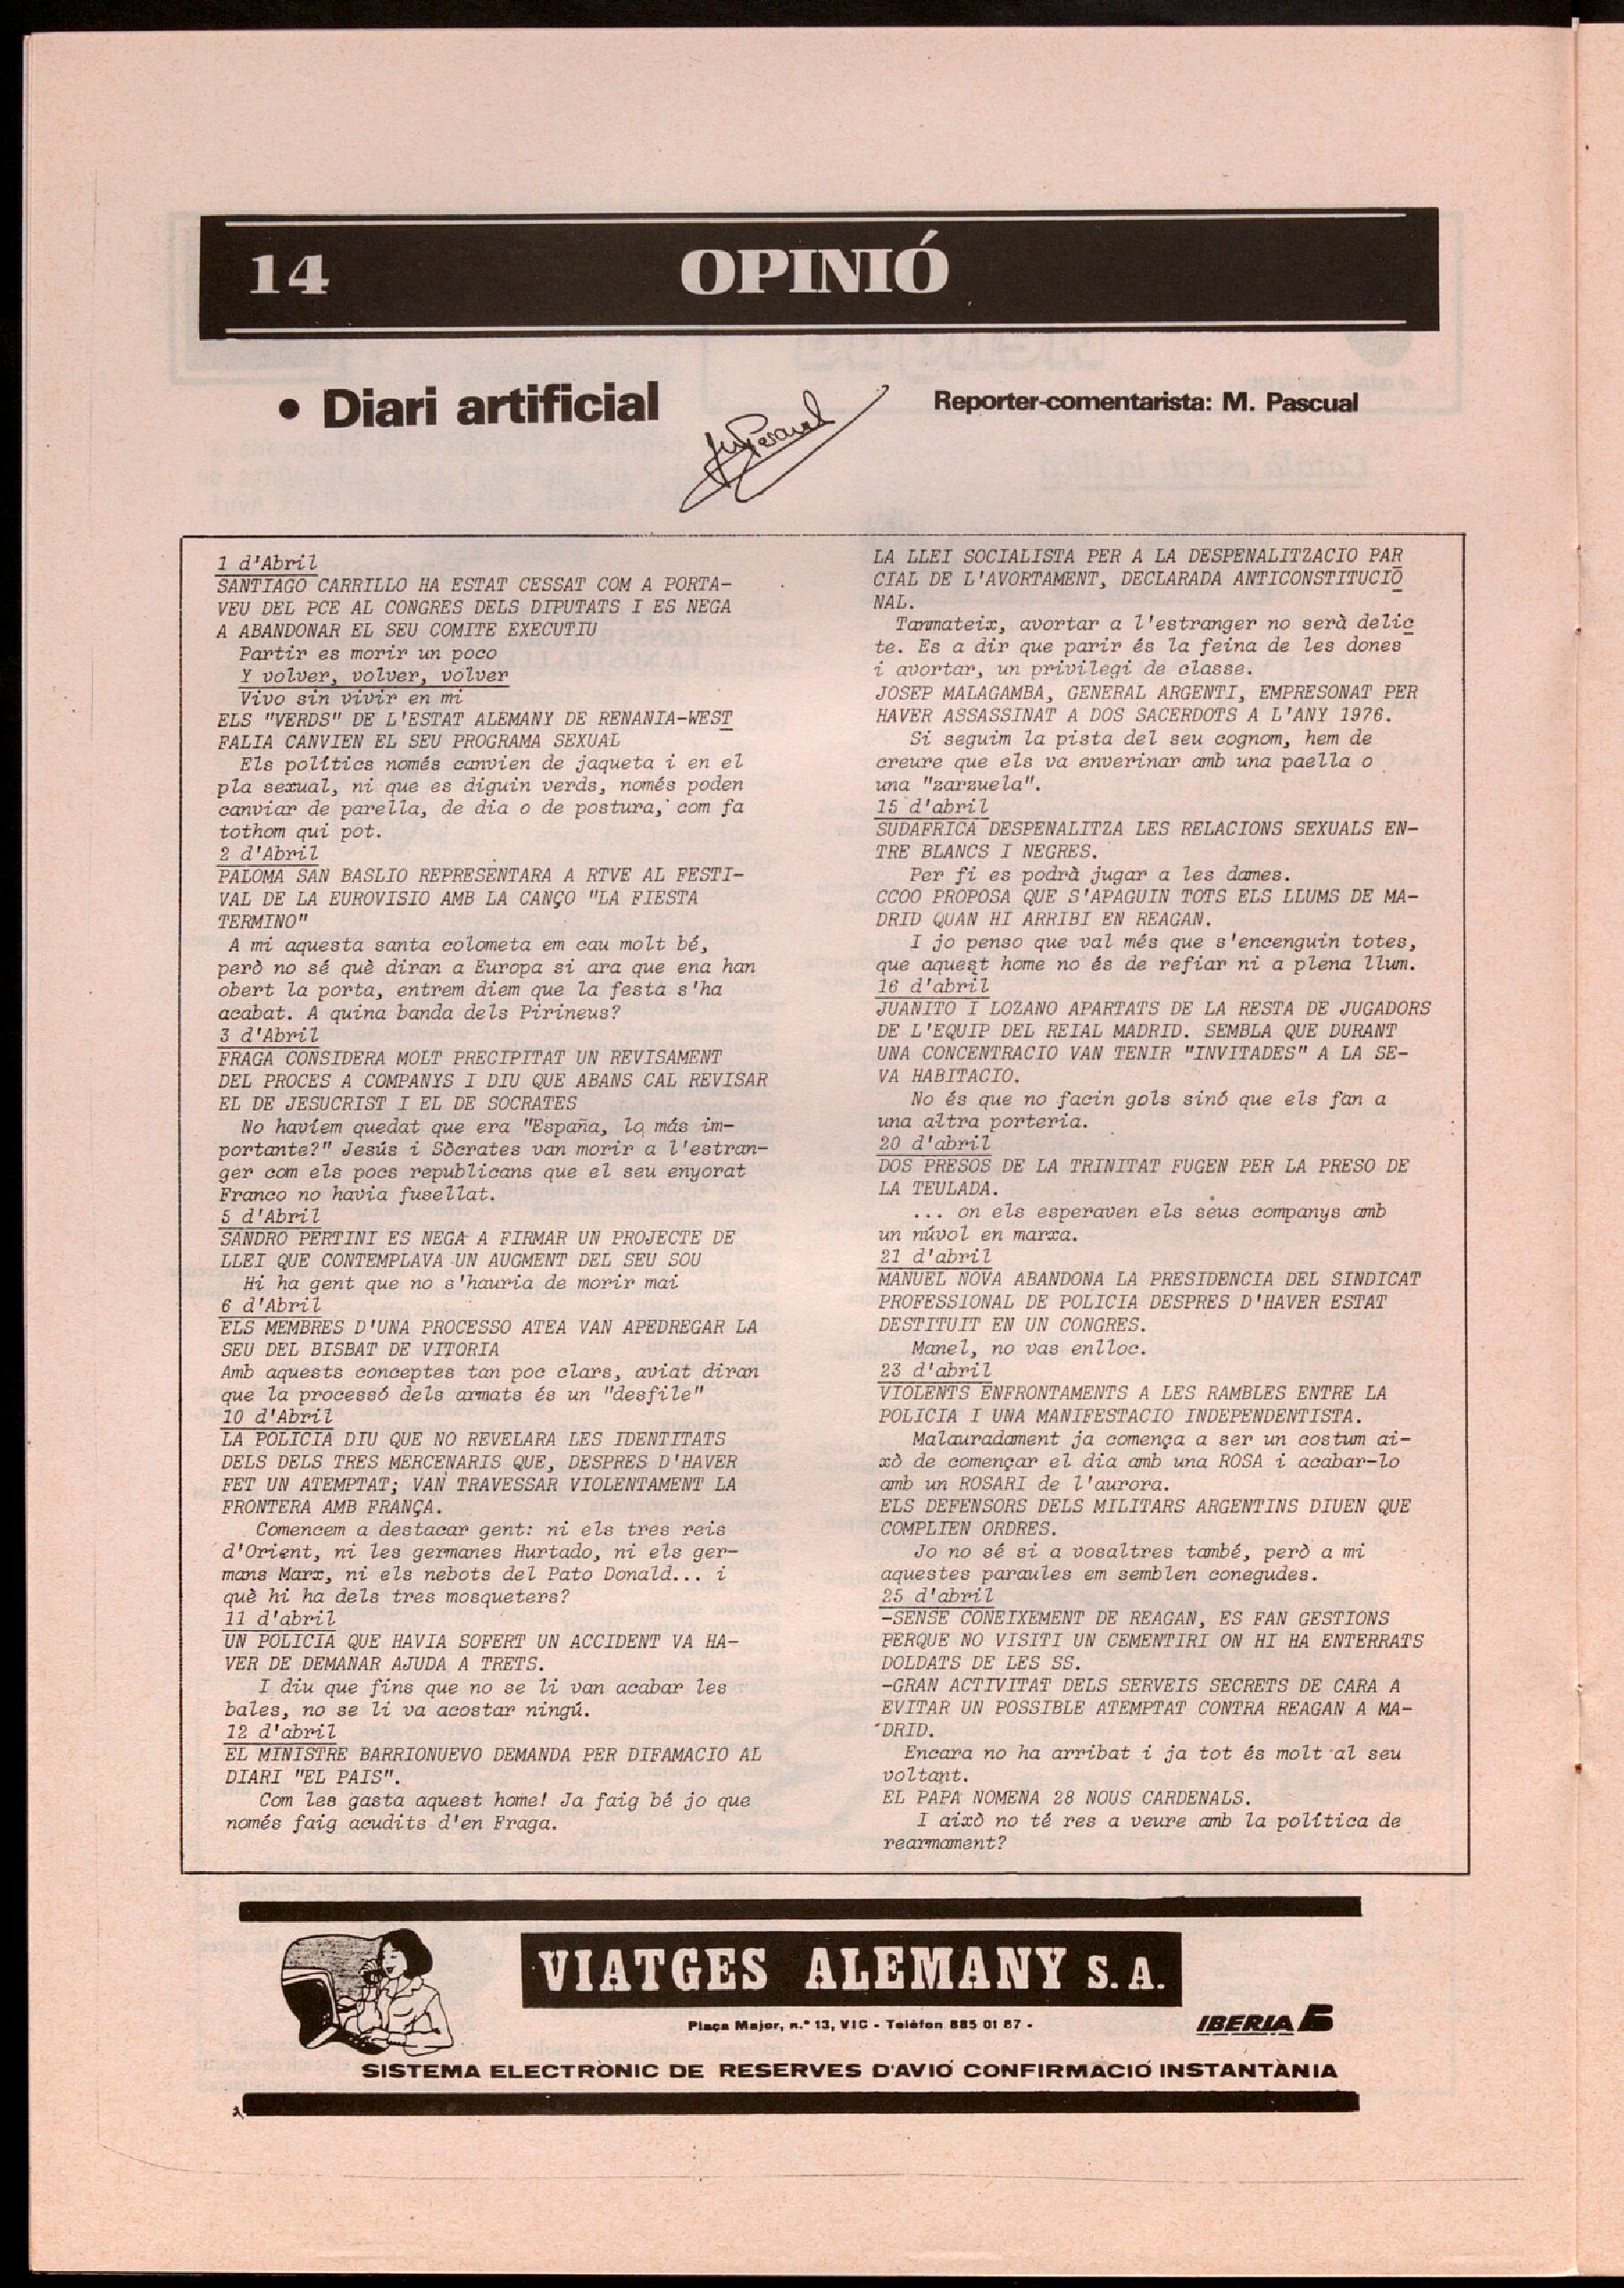 14
OPINIÓ
• Diari artificial
Reporter-comentarista: M. Pascual
1 d'Abril
SANTIAGO CARRILLO HA ESTAT CESSAT COM A PORTA-
VEU DEL PCE AL CONGRES DELS DIPUTATS I ES NEGA
A ABANDONAR EL SEU COMITE EXECUTIU
Partir es morir un poco
Y volver, volver, volver
Vivo sin vivir en mi
ELS "VERDS" DE L'ESTAT ALEMANY DE RENANIA-WEST
FALIA CANVIEN EL SEU PROGRAMA SEXUAL
Els polítics només canvien de jaqueta i en el
pla sexual, ni que es diguin verds, només poden
canviar de parella, de dia o de postura, com fa
tothom qui pot.
2 d'Abril
PALOMA SAN BASLIO REPRESENTARA A RTVE AL FESTI-
VAL DE LA EUROVISIO AMB LA CANÇO "LA FIESTA
TERMINO"
A mi aquesta santa colometa em cau molt bé,
però no sé què diran a Europa si ara que ena han
obert la porta, entrem diem que la festa s'ha
acabat. A quina banda dels Pirineus?
3 d'Abril
FRAGA CONSIDERA MOLT PRECIPITAT UN REVISAMENT
DEL PROCES A COMPANYS I DIU QUE ABANS CAL REVISAR
EL DE JESUCRIST I EL DE SOCRATES
No havíem quedat que era "España, lo más im-
portante?" Jesús i Sòcrates van morir a l'estran-
ger com els pocs republicans que el seu enyorat
Franco no havia fusellat.
5 d'Abril
SANDRO PERTINI ES NEGA A FIRMAR UN PROJECTE DE
LLEI QUE CONTEMPLAVA UN AUGMENT DEL SEU SOU
Hi ha gent que no s'hauria de morir mai
6 d'Abril
ELS MEMBRES D'UNA PROCESSO ATEA VAN APEDREGAR LA
SEU DEL BISBAT DE VITORIA
Amb aquests conceptes tan poc clars, aviat diran
que la processó dels armats és un "desfile"
10 d'Abril
LA POLICIA DIU QUE NO REVELARA LES IDENTITATS
DELS DELS TRES MERCENARIS QUE, DESPRES D'HAVER
FET UN ATEMPTAT; VAN TRAVESSAR VIOLENTAMENT LA
FRONTERA AMB FRANÇA.
Comencem a destacar gent: ni els tres reis
d'Orient, ni les germanes Hurtado, ni els ger-
mans Marx, ni els nebots del Pato Donald... i
què hi ha dels tres mosqueters?
11 d'abril
UN POLICIA QUE HAVIA SOFERT UN ACCIDENT VA HA-
VER DE DEMANAR AJUDA A TRETS.
I diu que fins que no se li van acabar les
bales, no se li va acostar ningú.
12 d'abril
EL MINISTRE BARRIONUEVO DEMANDA PER DIFAMACIO AL
DIARI "EL PAIS".
Com les gasta aquest home! Ja faig bé jo que
només faig acudits d'en Fraga.
LA LLEI SOCIALISTA PER A LA DESPENALITZACIO PAR
CIAL DE L'AVORTAMENT, DECLARADA ANTICONSTITUCIO
NAL.
Tanmateix, avortar a l'estranger no serà delic
te. Es a dir que parir és la feina de les dones
i avortar, un privilegi de classe.
JOSEP MALAGAMBA, GENERAL ARGENTI, EMPRESONAT PER
HAVER ASSASSINAT A DOS SACERDOTS A L'ANY 1976.
Si seguim la pista del seu cognom, hem de
creure que els va enverinar amb una paella o
una "zarzuela".
15 d'abril
SUDAFRICA DESPENALITZA LES RELACIONS SEXUALS EN-
TRE BLANCS I NEGRES.
Per fi es podrà jugar a les dames.
CCOO PROPOSA QUE S'APAGUIN TOTS ELS LLUMS DE MA-
DRID QUAN HI ARRIBI EN REAGAN.
I jo penso que val més que s'encenguin totes,
que aquest home no és de refiar ni a plena llum.
16 d'abril
JUANITO I LOZANO APARTATS DE LA RESTA DE JUGADORS
DE L'EQUIP DEL REIAL MADRID. SEMBLA QUE DURANT
UNA CONCENTRACIO VAN TENIR "INVITADES" A LA SE-
VA HABITACIO.
No és que no facin gols sinó que els fan a
una altra porteria.
20 d'abril
DOS PRESOS DE LA TRINITAT FUGEN PER LA PRESO DE
LA TEULADA.
... on els esperaven els seus companys amb
un núvol en marxa.
21 d'abril
MANUEL NOVA ABANDONA LA PRESIDENCIA DEL SINDICAT
PROFESSIONAL DE POLICIA DESPRES D'HAVER ESTAT
DESTITUIT EN UN CONGRES.
Manel, no vas enlloc.
23 d'abril
VIOLENTS ENFRONTAMENTS A LES RAMBLES ENTRE LA
POLICIA I UNA MANIFESTACIO INDEPENDENTISTA.
Malauradament ja comença a ser un costum ai-
xò de començar el dia amb una ROSA i acabar-lo
amb un ROSARI de l'aurora.
ELS DEFENSORS DELS MILITARS ARGENTINS DIUEN QUE
COMPLIEN ORDRES.
Jo no sé si a vosaltres també, però a mi
aquestes paraules em semblen conegudes.
25 d'abril
-SENSE CONEIXEMENT DE REAGAN, ES FAN GESTIONS
PERQUE NO VISITI UN CEMENTIRI ON HI HA ENTERRATS
DOLDATS DE LES SS.
-GRAN ACTIVITAT DELS SERVEIS SECRETS DE CARA A
EVITAR UN POSSIBLE ATEMPTAT CONTRA REAGAN A MA-
DRID.
Encara no ha arribat i ja tot és molt al seu
voltant.
EL PAPA NOMENA 28 NOUS CARDENALS.
I això no té res a veure amb la política de
rearmament?
VIATGES ALEMANY S.A.
Plaça Major, n.º 13, VIC - Telèfon 885 01 87 -
IBERIA
SISTEMA ELECTRÒNIC DE RESERVES D'AVIÓ CONFIRMACIÓ INSTANTÀNIA